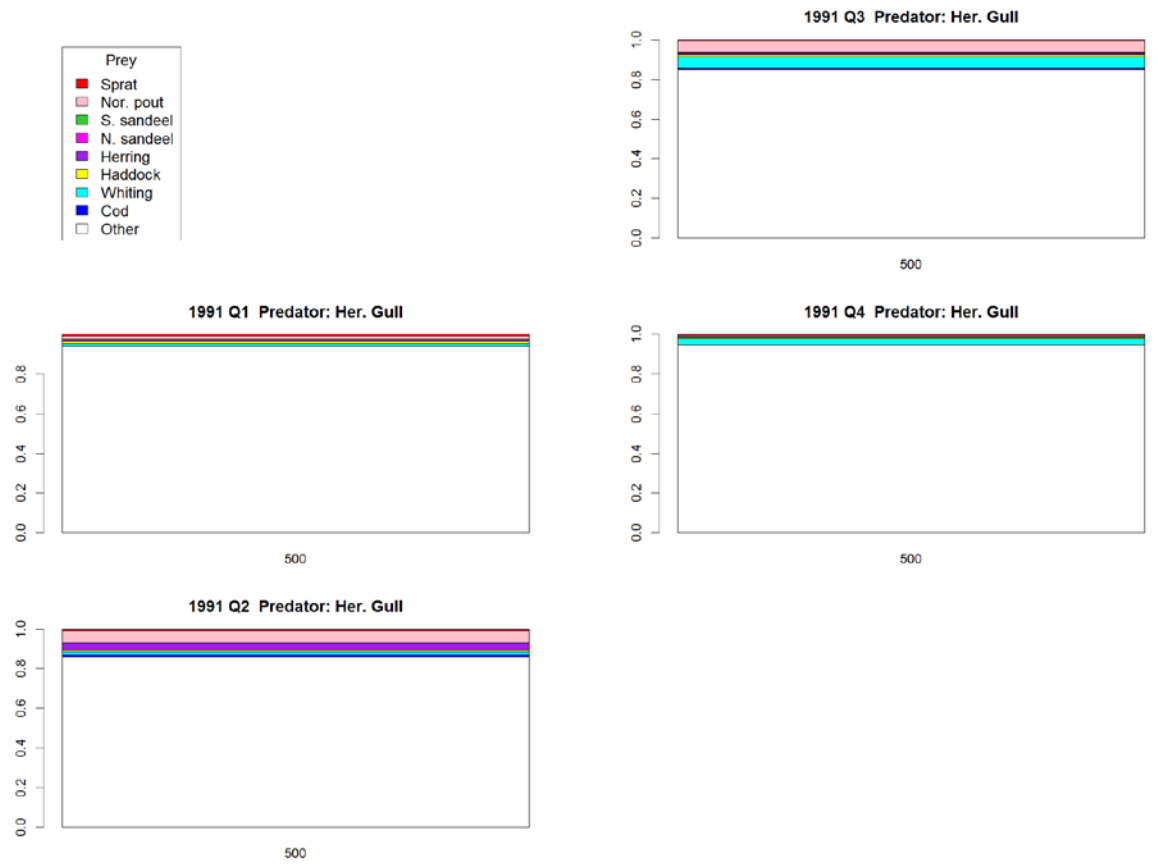 Prey
Sprat
Nor. pout
S. sandeel
N. sandeel
Herring
Haddock
Whiting
Cod
Other
1991 Q3 Predator: Her. Gull
1.0
0.8
0.6
0.4
0.2
0.0
500
1991 Q1 Predator: Her. Gull
0.8
0.6
0.4
0.2
0.0
500
1991 Q4 Predator: Her. Gull
1.0
0.8
0.6
0.4
0.2
0.0
500
1991 Q2 Predator: Her. Gull
1.0
0.8
0.6
0.4
0.2
0.0
500